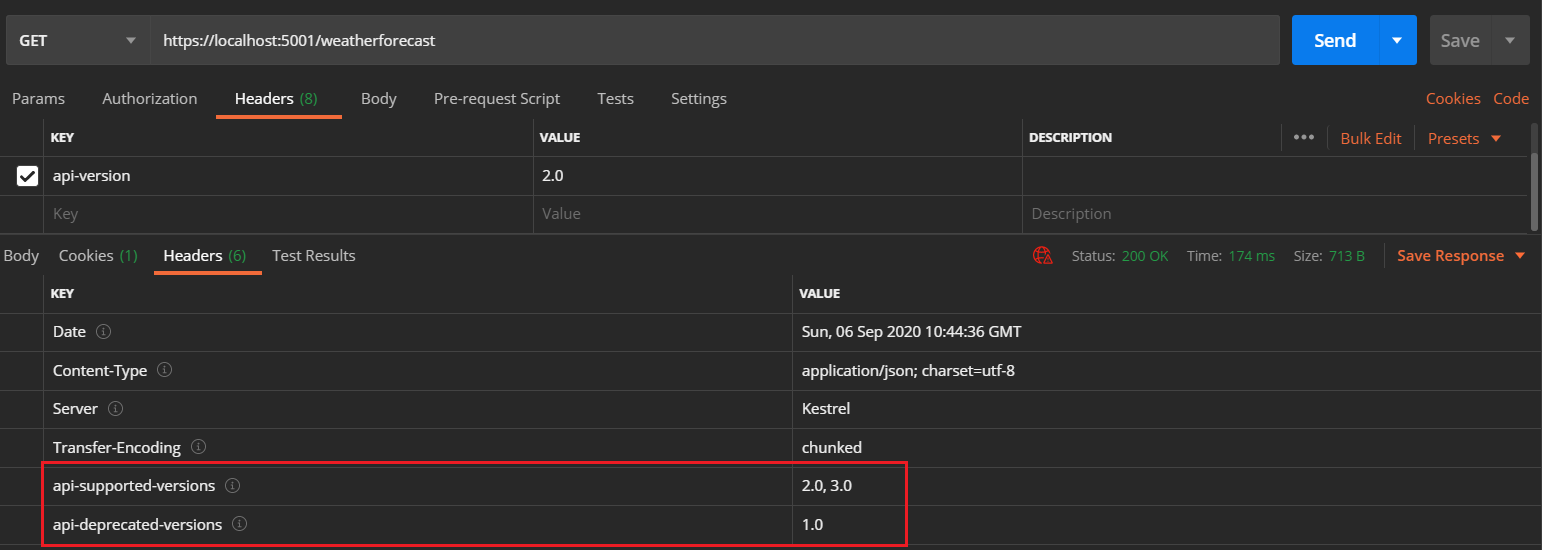 GET https://localhost:5001/weatherforecast Send Save
Params Authorization Headers (8) Body Pre-request Script Tests Settings Cookies Code
KEY VALUE DESCRIPTION ••• Bulk Edit Presets
api-version 2.0
Key Value Description
Body Cookies (1) Headers (6) Test Results Status: 200 OK Time: 174 ms Size: 713 B Save Response
KEY VALUE
Date Sun, 06 Sep 2020 10:44:36 GMT
Content-Type application/json; charset=utf-8
Server Kestrel
Transfer-Encoding chunked
api-supported-versions 2.0, 3.0
api-deprecated-versions 1.0